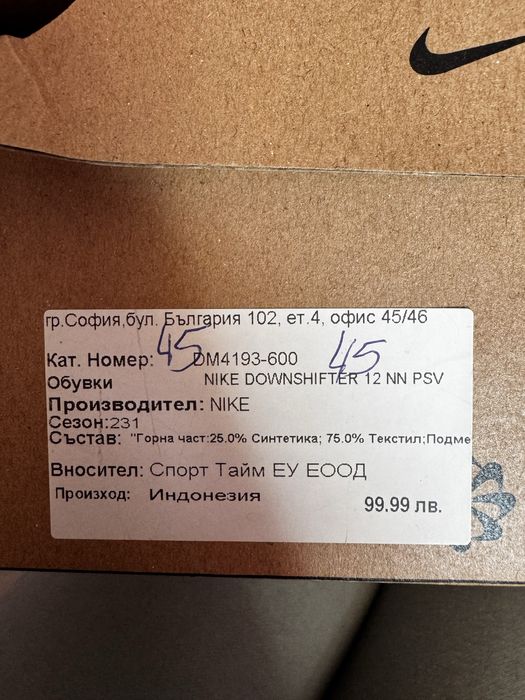 гр.София,бул. България 102, ет.4, офис 45/46
45 45
Кат. Номер: DM4193-600
Обувки NIKE DOWNSHIFTER 12 NN PSV
Производител: NIKE
Сезон:231
Състав: "Горна част:25.0% Синтетика; 75.0% Текстил;Подме
Вносител: Спорт Тайм ЕУ ЕООД
Произход: Индонезия
99.99 лв.